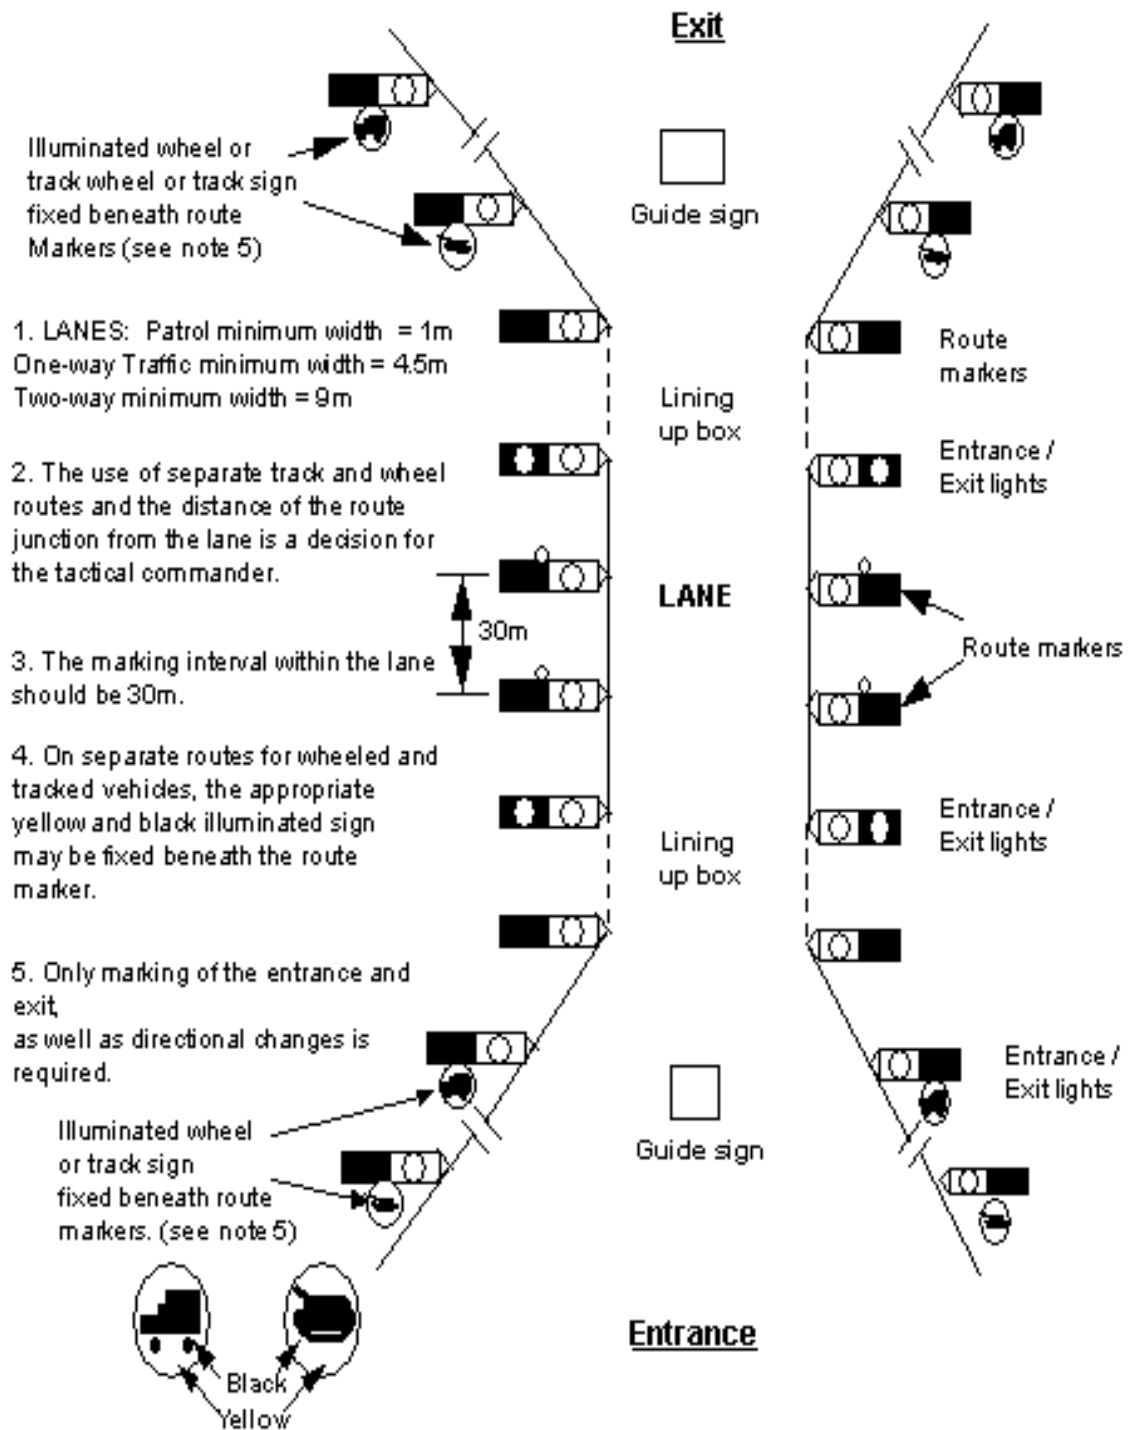 Exit
Illuminated wheel or
track wheel or track sign
fixed beneath route
Markers (see note 5)
Guide sign
1. LANES: Patrol minimum width = 1m
One-way Traffic minimum width = 4.5m
Two-way minimum width = 9m
Route
markers
Lining
up box
Entrance /
Exit lights
2. The use of separate track and wheel
routes and the distance of the route
junction from the lane is a decision for
the tactical commander.
LANE
30m
Route markers
3. The marking interval within the lane
should be 30m.
4. On separate routes for wheeled and
tracked vehicles, the appropriate
yellow and black illuminated sign
may be fixed beneath the route
marker.
Entrance /
Exit lights
Lining
up box
5. Only marking of the entrance and
exit,
as well as directional changes is
required.
Entrance /
Exit lights
Illuminated wheel
or track sign
fixed beneath route
markers. (see note 5)
Guide sign
Entrance
Black
Yellow